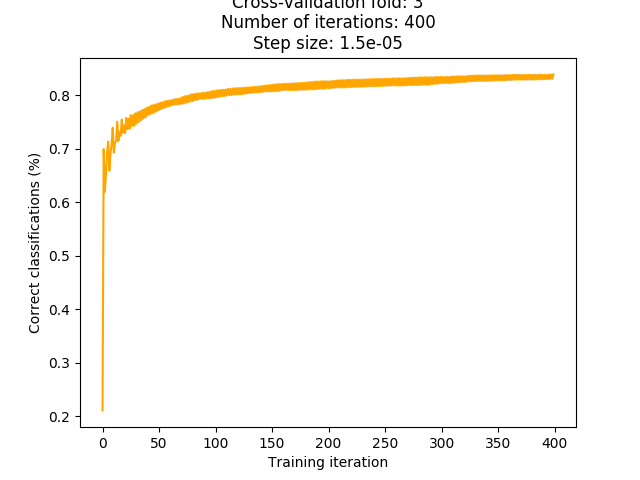 Cross-validation fold: 3
Number of iterations: 400
Step size: 1.5e-05
0.8
0.7
0.6
0.5
0.4
0.3
0.2
Correct classifications (%)
0 50 100 150 200 250 300 350 400
Training iteration